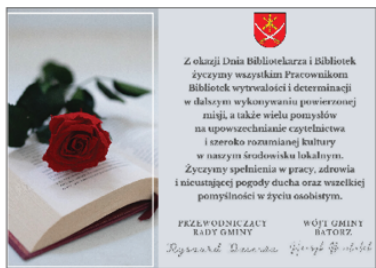 Z okazji Dnia Bibliotekarza i Bibliotek
życzymy wszystkim Pracownikom
Bibliotek wytrwałości i determinacji
w dalszym wykonywaniu powierzonej
misji, a także wielu pomysłów
na upowszechnianie czytelnictwa
i szeroko rozumianej kultury
w naszym środowisku lokalnym.
Życzymy spełnienia w pracy, zdrowia
i nieustającej pogody ducha oraz wszelkiej
pomyślności w życiu osobistym.
PRZEWODNICZĄCY
RADY GMINY
WÓJT GMINY
BATORZ
Ryszard